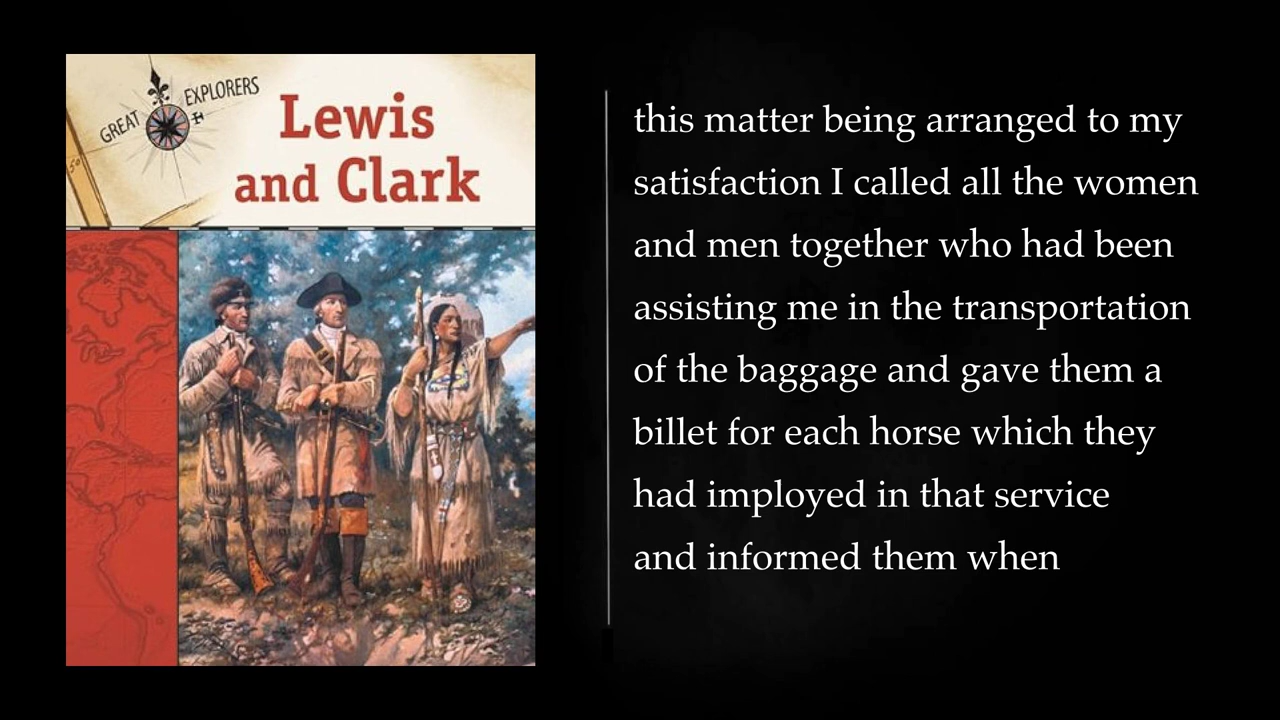 GREAT EXPLORERS
Lewis
and Clark
50
this matter being arranged to my
satisfaction I called all the women
and men together who had been
assisting me in the transportation
of the baggage and gave them a
billet for each horse which they
had imployed in that service
and informed them when